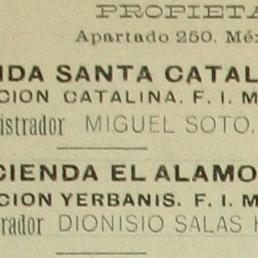 PROPIETA
Apartado 250. Méx
NDA SANTA CATAL
CION CATALINA. F. I. M
istrador MIGUEL SOTO.
CIENDA EL ALAMO
CION YERBANIS. F. I. M
rador DIONISIO SALAS